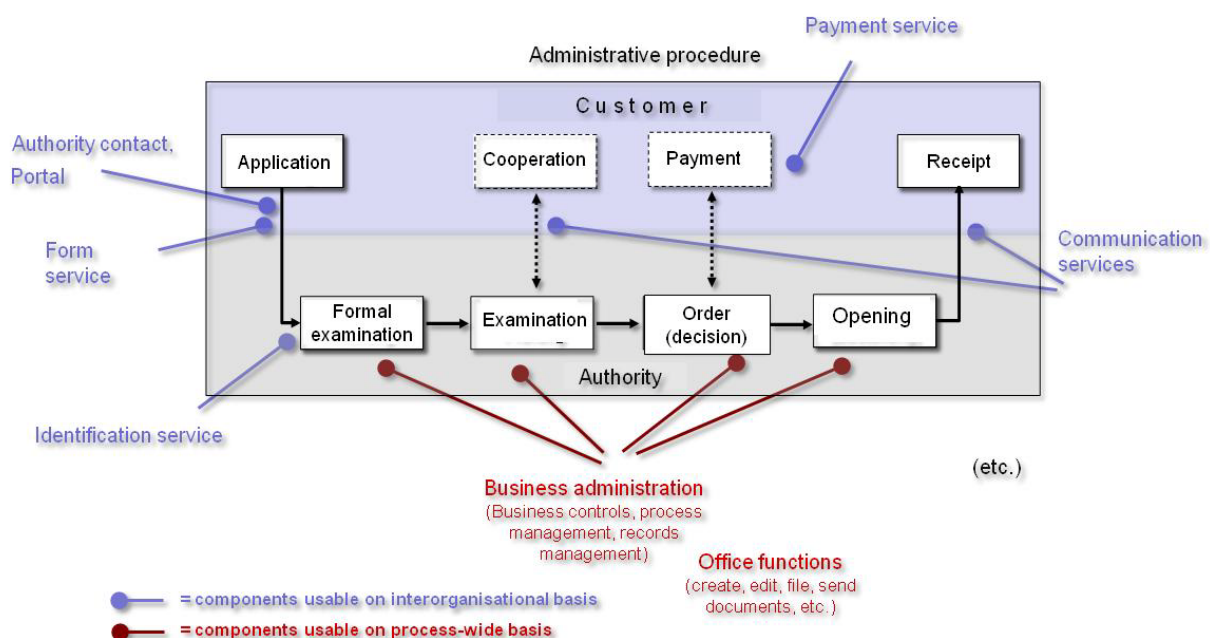 Payment service
Administrative procedure
C u s t o m e r
Authority contact,
Portal
Application
Cooperation
Payment
Receipt
Form
service
Communication
services
Formal
examination
Examination
Order
(decision)
Opening
Authority
Identification service
(etc.)
Business administration
(Business controls, process
management, records
management)
Office functions
(create, edit, file, send
documents, etc.)
= components usable on interorganisational basis
= components usable on process-wide basis